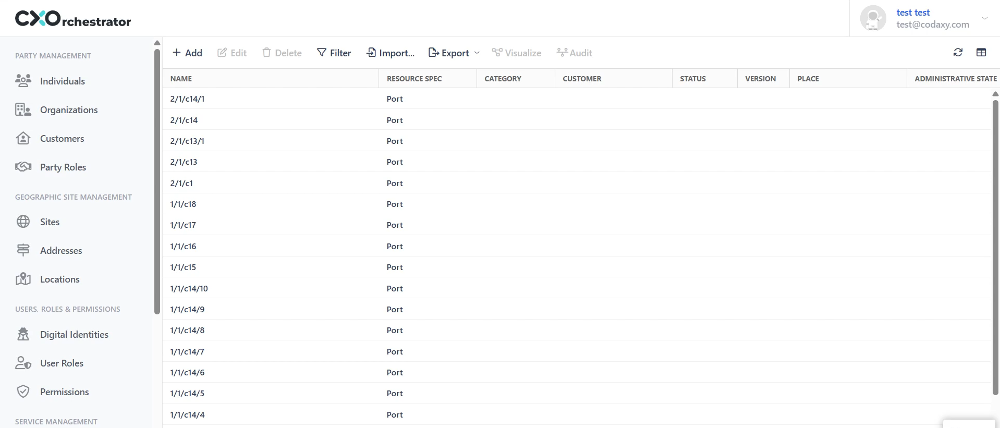 CXOrchestrator
test test
test@codaxy.com
PARTY MANAGEMENT
Individuals
Organizations
Customers
Party Roles
GEOGRAPHIC SITE MANAGEMENT
Sites
Addresses
Locations
USERS, ROLES & PERMISSIONS
Digital Identities
User Roles
Permissions
SERVICE MANAGEMENT
Add Edit Delete Filter Import... Export Visualize Audit
NAME RESOURCE SPEC CATEGORY CUSTOMER STATUS VERSION PLACE ADMINISTRATIVE STATE
2/1/c14/1 Port
2/1/c14 Port
2/1/c13/1 Port
2/1/c13 Port
2/1/c1 Port
1/1/c18 Port
1/1/c17 Port
1/1/c16 Port
1/1/c15 Port
1/1/c14/10 Port
1/1/c14/9 Port
1/1/c14/8 Port
1/1/c14/7 Port
1/1/c14/6 Port
1/1/c14/5 Port
1/1/c14/4 Port